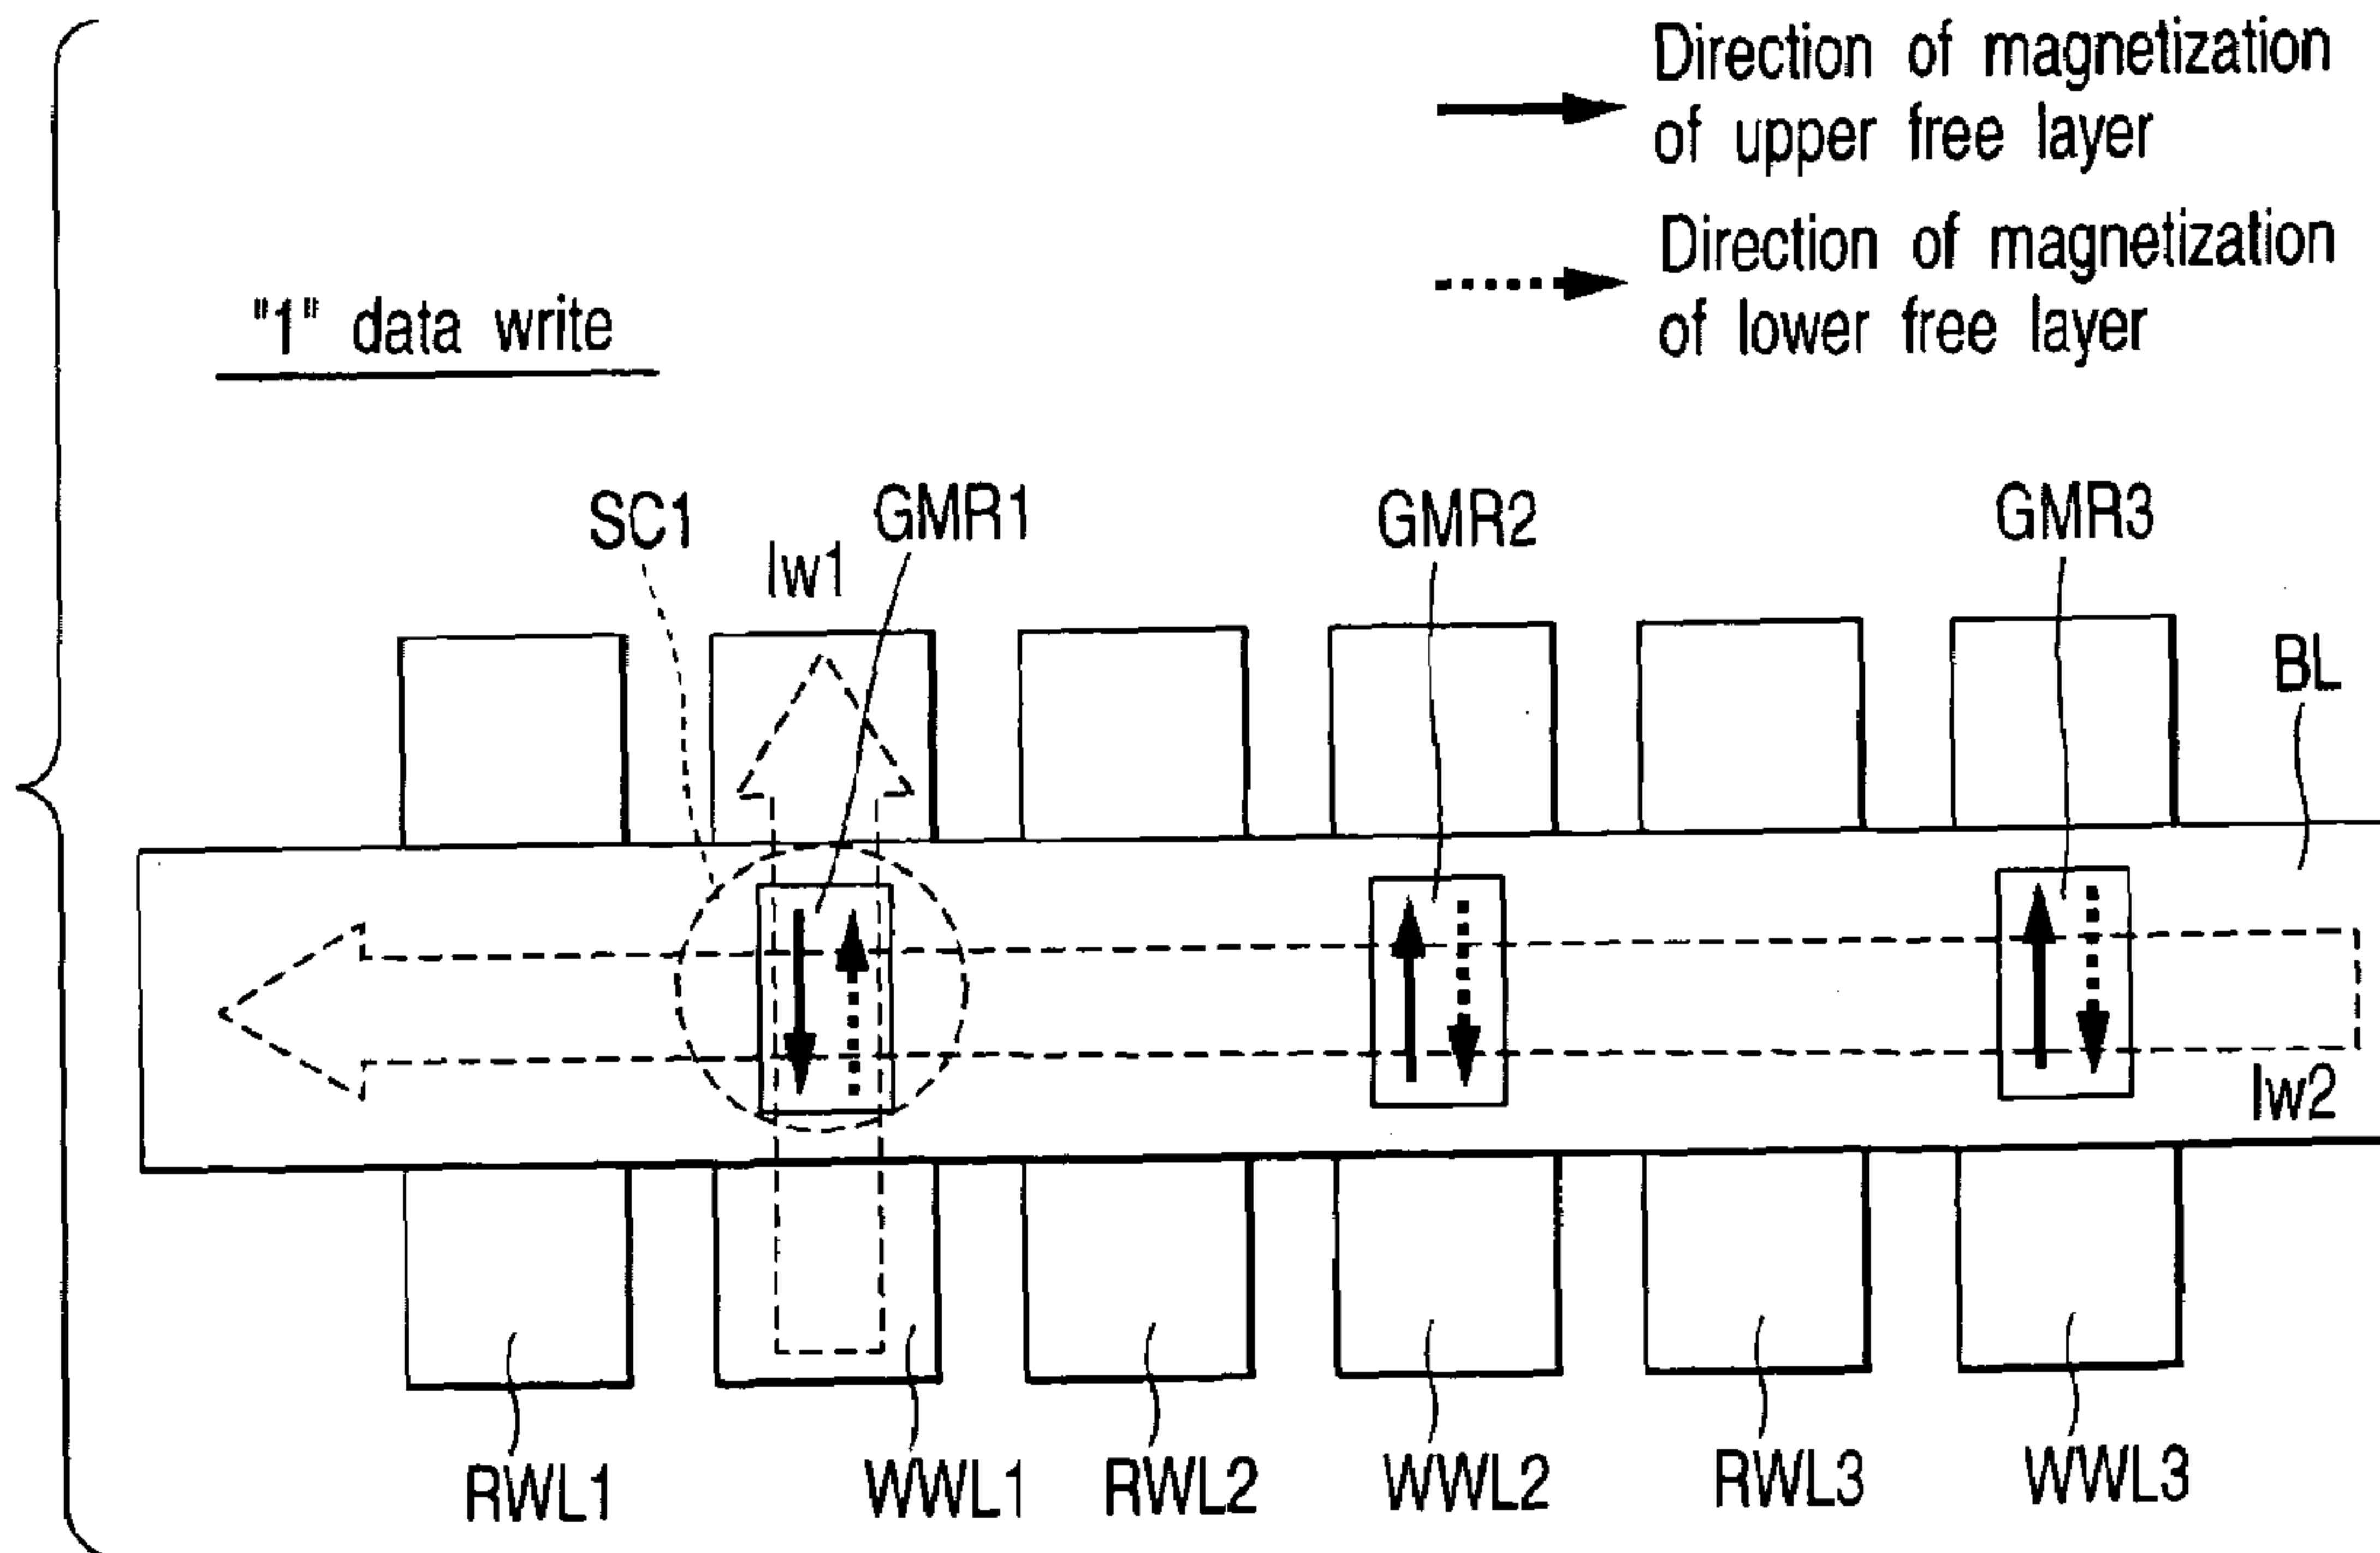 Direction of magnetization
of upper free layer
Direction of magnetization
of lower free layer
"1" data write
SC1
Iw1
GMR1
GMR2
GMR3
BL
Iw2
RWL1
WWL1
RWL2
WWL2
RWL3
WWL3